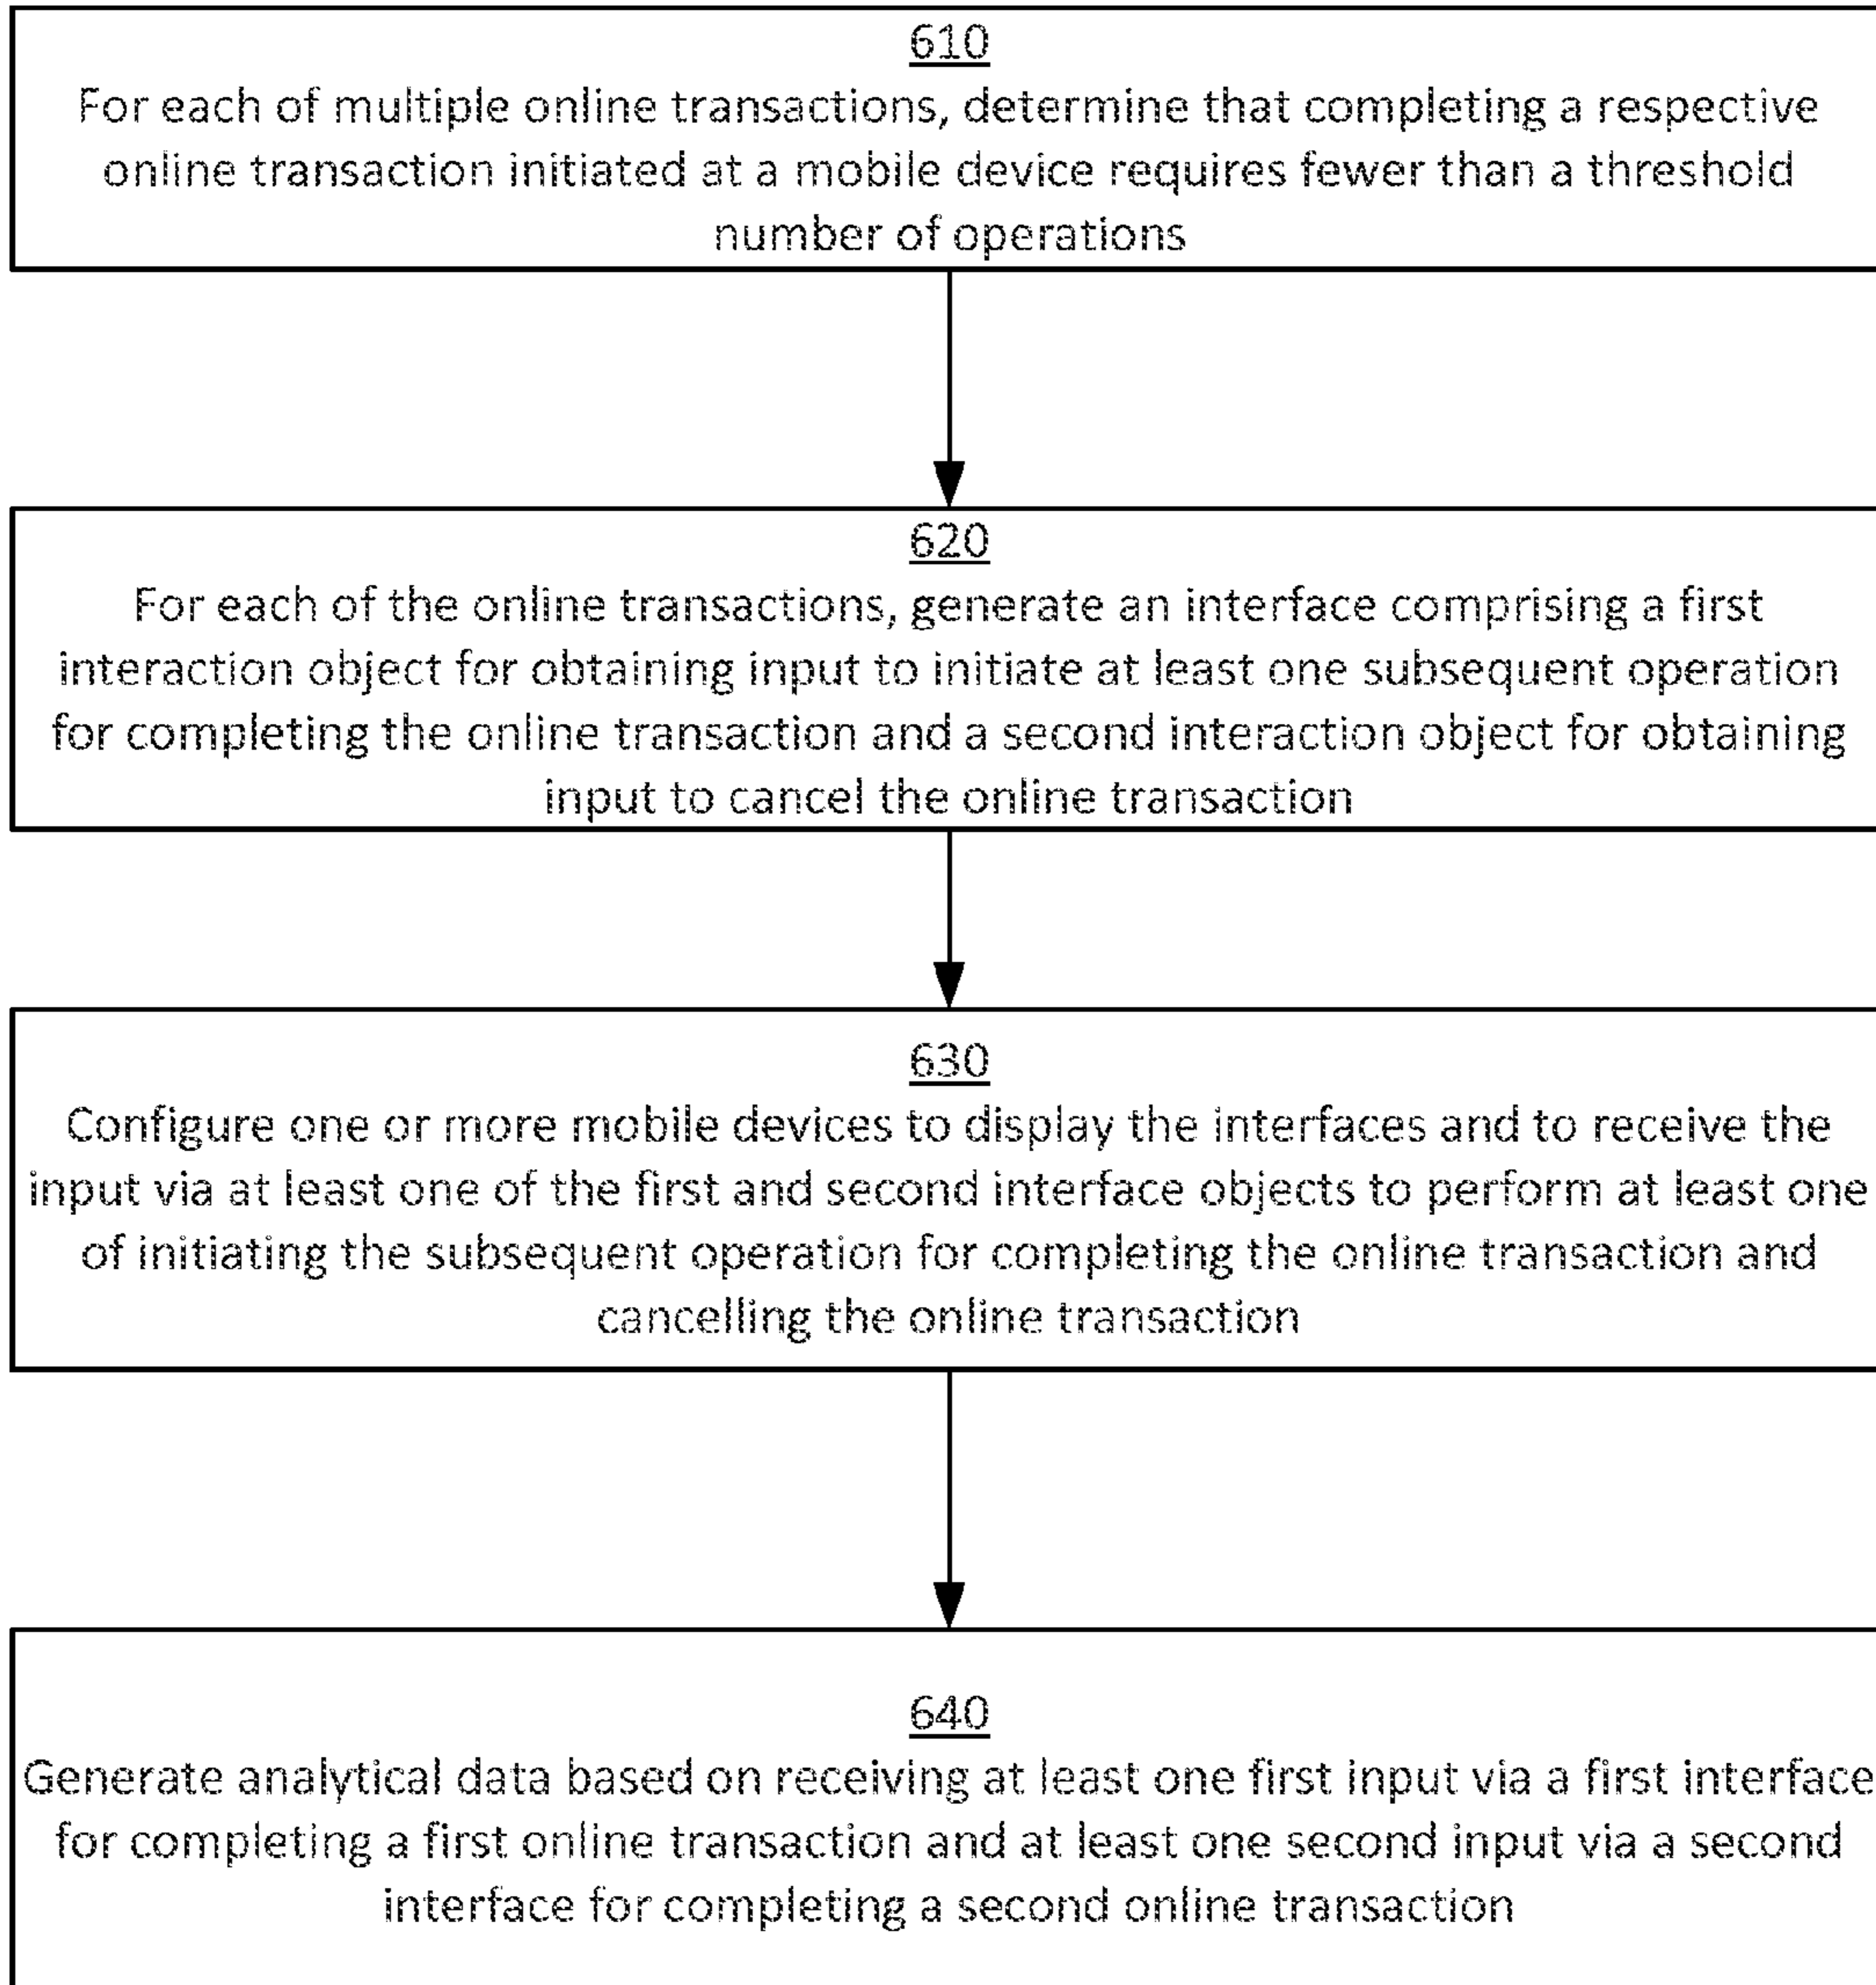 610
For each of multiple online transactions, determine that completing a respective
online transaction initiated at a mobile device requires fewer than a threshold
number of operations
620
For each of the online transactions, generate an interface comprising a first
interaction object for obtaining input to initiate at least one subsequent operation
for completing the online transaction and a second interaction object for obtaining
input to cancel the online transaction
630
Configure one or more mobile devices to display the interfaces and to receive the
input via at least one of the first and second interface objects to perform at least one
of initiating the subsequent operation for completing the online transaction and
cancelling the online transaction
640
Generate analytical data based on receiving at least one first input via a first interface
for completing a first online transaction and at least one second input via a second
interface for completing a second online transaction